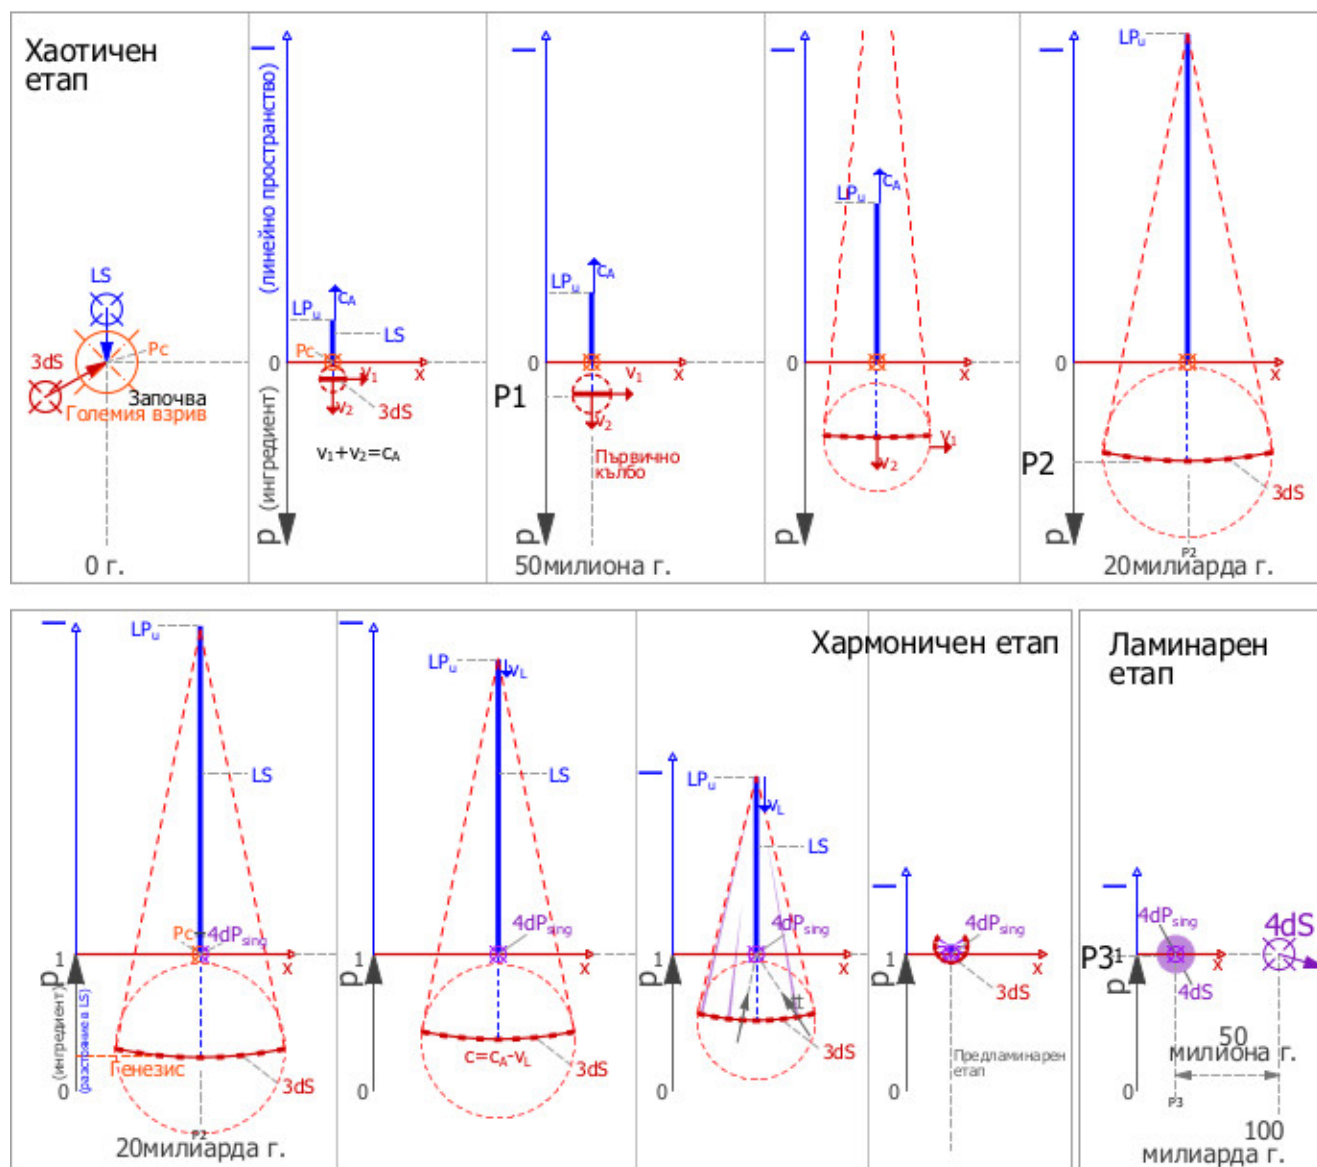 Хаотичен
етап
LS
Pc
3dS
Започва
Големия взрив
0 г.
l
(линейно пространство)
LPu
cA
LS
Pc
0
x
v1
v2
3dS
v1+v2=cA
p (ингредиент)
l
LPu
cA
0
x
P1
v1
v2
Първично
кълбо
p
50милиона г.
l
cA
LPu
0
v1
v2
p
l
LPu
0
x
P2
3dS
p
P2
20милиарда г.
l
LPu
LS
Pc
4dPsing
1
x
p
(ингредиент)
(разстояние в LS)
Генезис
3dS
0
P2
20милиарда г.
l
LPu
vL
LS
4dPsing
1
x
p
c=cA-vL
3dS
0
Хармоничен етап
l
LPu
vL
LS
4dPsing
1
x
p
tt
3dS
0
l
4dPsing
1
x
p
3dS
Предламинарен
етап
0
Ламинарен
етап
l
4dPsing
4dS
P3
1
x
p
4dS
50
милиона г.
0
P3
100
милиарда г.